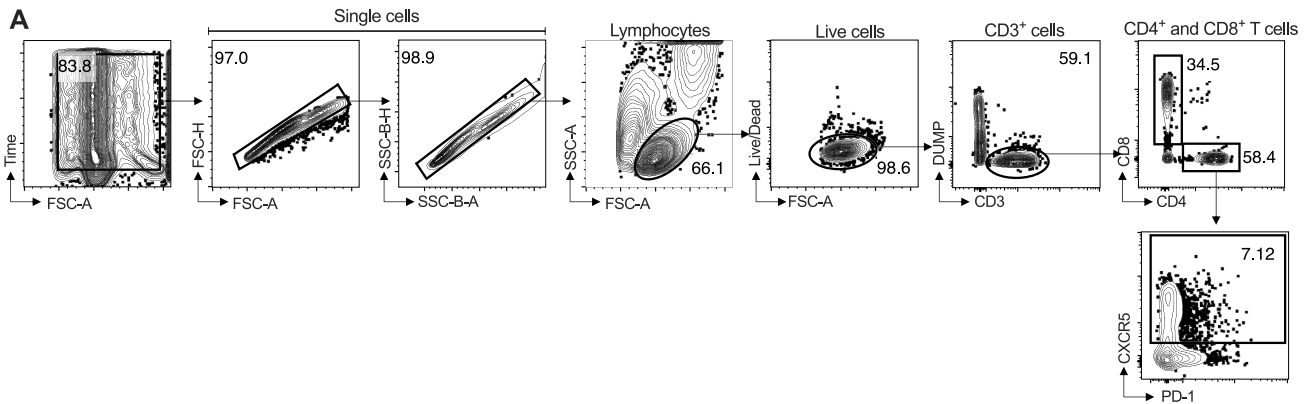 A
Single cells
Lymphocytes
Live cells
CD3⁺ cells
CD4⁺ and CD8⁺ T cells
83.8
97.0
98.9
66.1
98.6
59.1
34.5
58.4
Time
FSC-A
FSC-H
FSC-A
SSC-B-H
SSC-B-A
SSC-A
FSC-A
Live/Dead
FSC-A
DUMP
CD3
CD8
CD4
7.12
CXCR5
PD-1